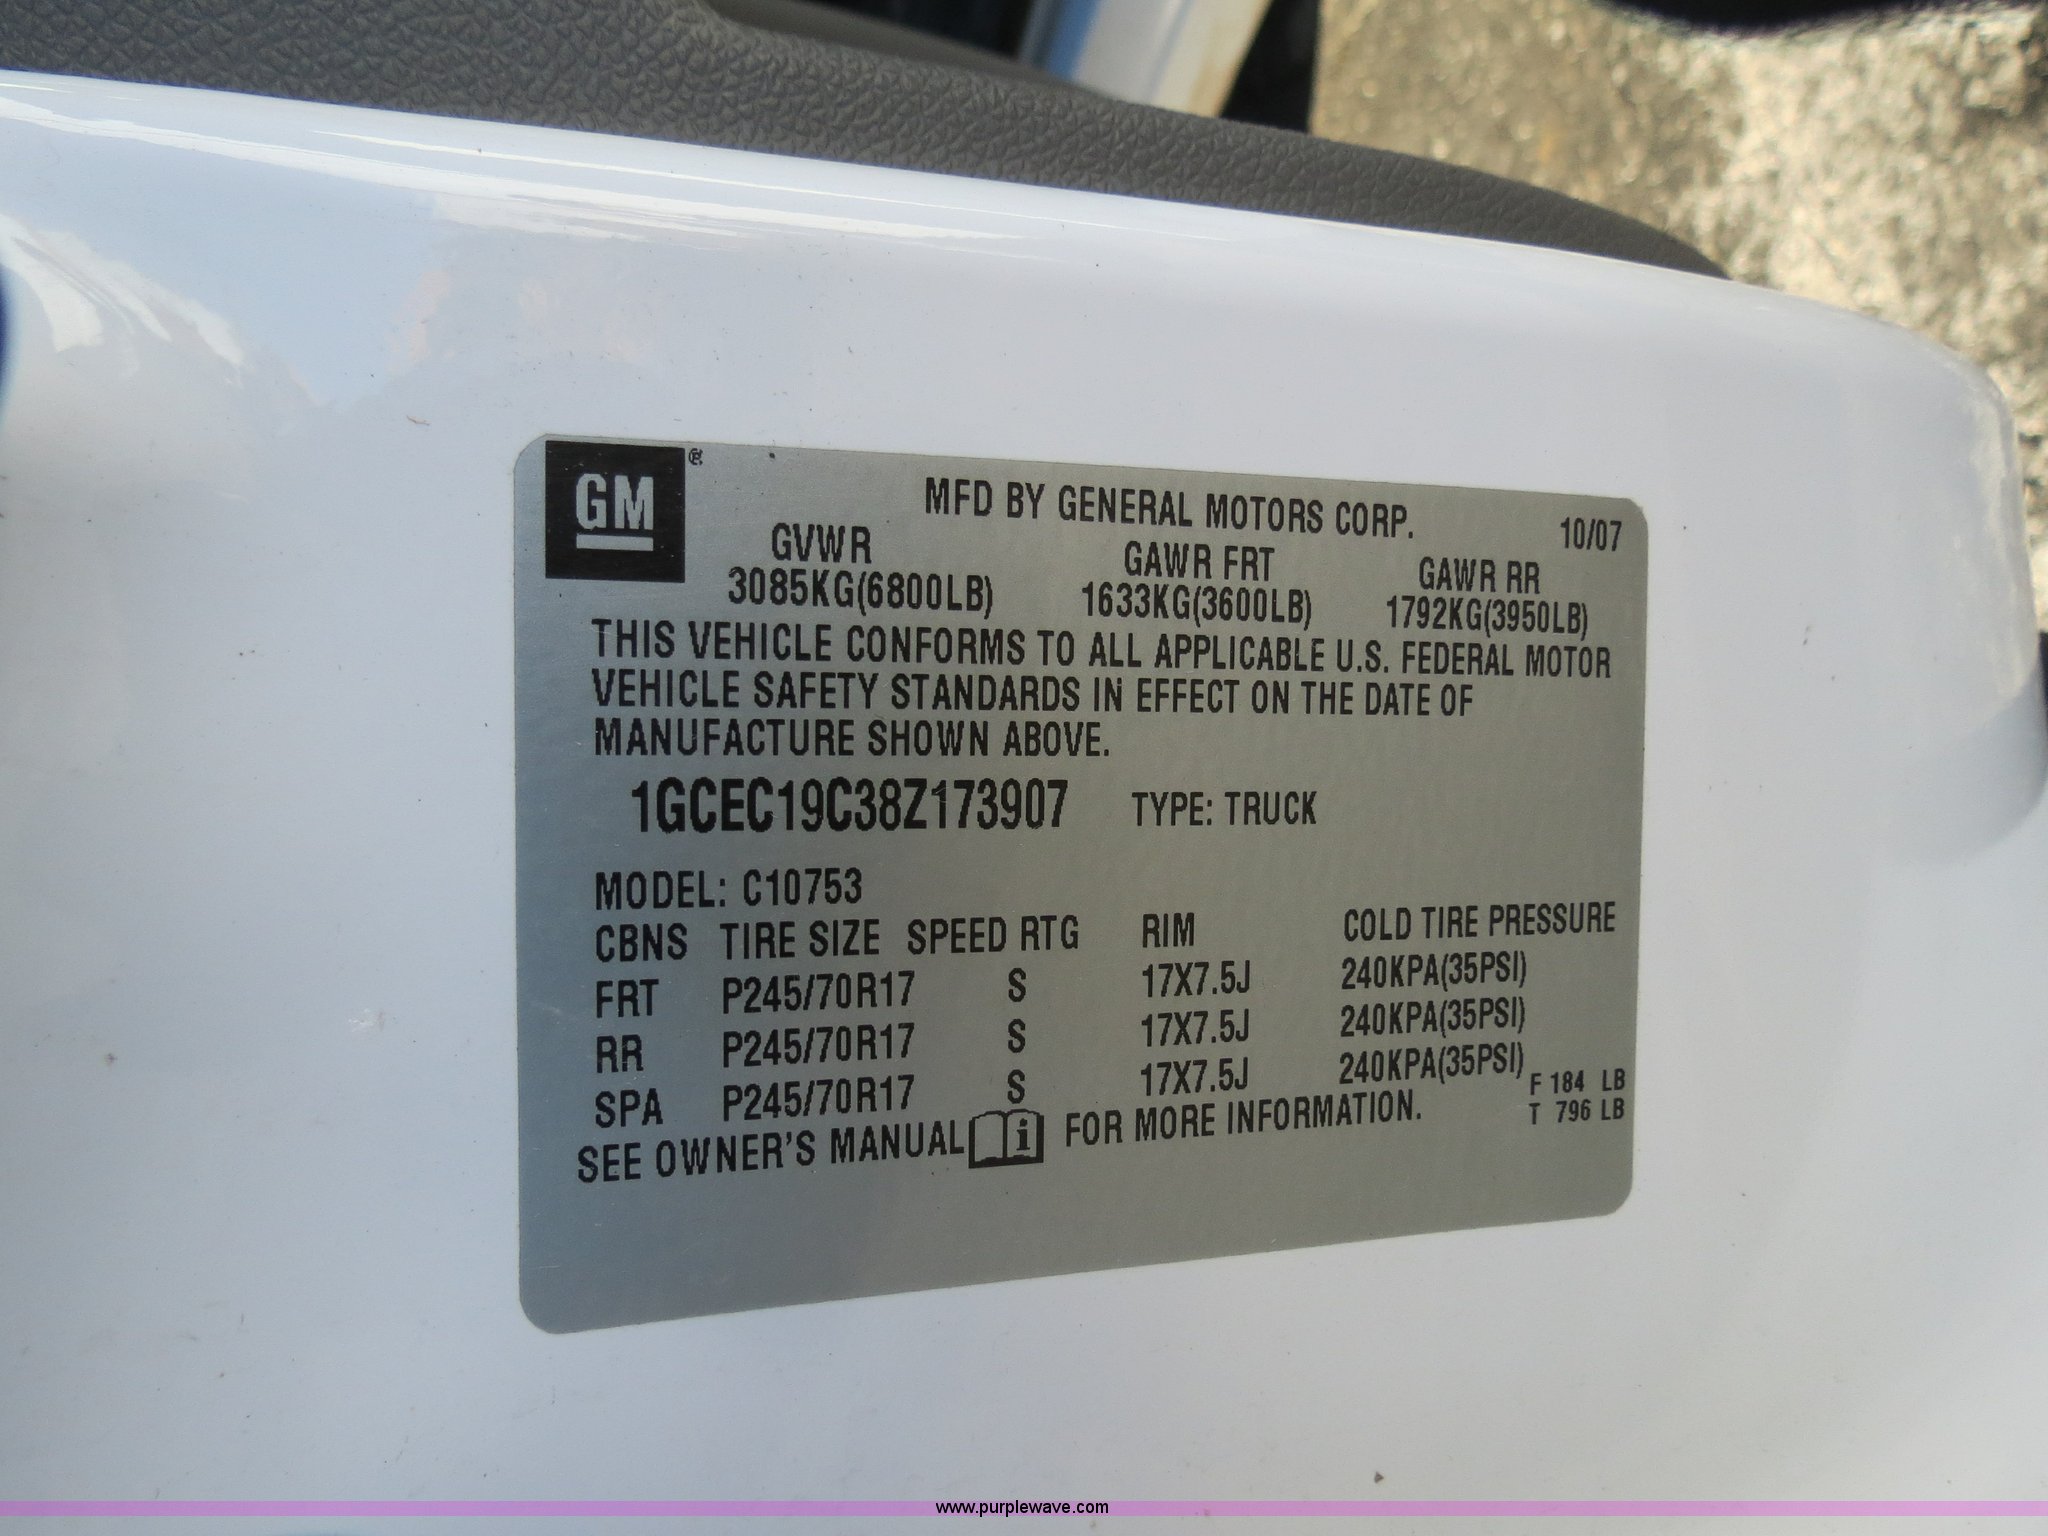 GM®
MFD BY GENERAL MOTORS CORP. 10/07
GVWR GAWR FRT GAWR RR
3085KG(6800LB) 1633KG(3600LB) 1792KG(3950LB)
THIS VEHICLE CONFORMS TO ALL APPLICABLE U.S. FEDERAL MOTOR
VEHICLE SAFETY STANDARDS IN EFFECT ON THE DATE OF
MANUFACTURE SHOWN ABOVE.
1GCEC19C38Z173907 TYPE: TRUCK
MODEL: C10753
CBNS TIRE SIZE SPEED RTG RIM COLD TIRE PRESSURE
FRT P245/70R17 S 17X7.5J 240KPA(35PSI)
RR P245/70R17 S 17X7.5J 240KPA(35PSI)
SPA P245/70R17 S 17X7.5J 240KPA(35PSI)
F 184 LB
T 796 LB
SEE OWNER'S MANUAL i FOR MORE INFORMATION.
www.purplewave.com